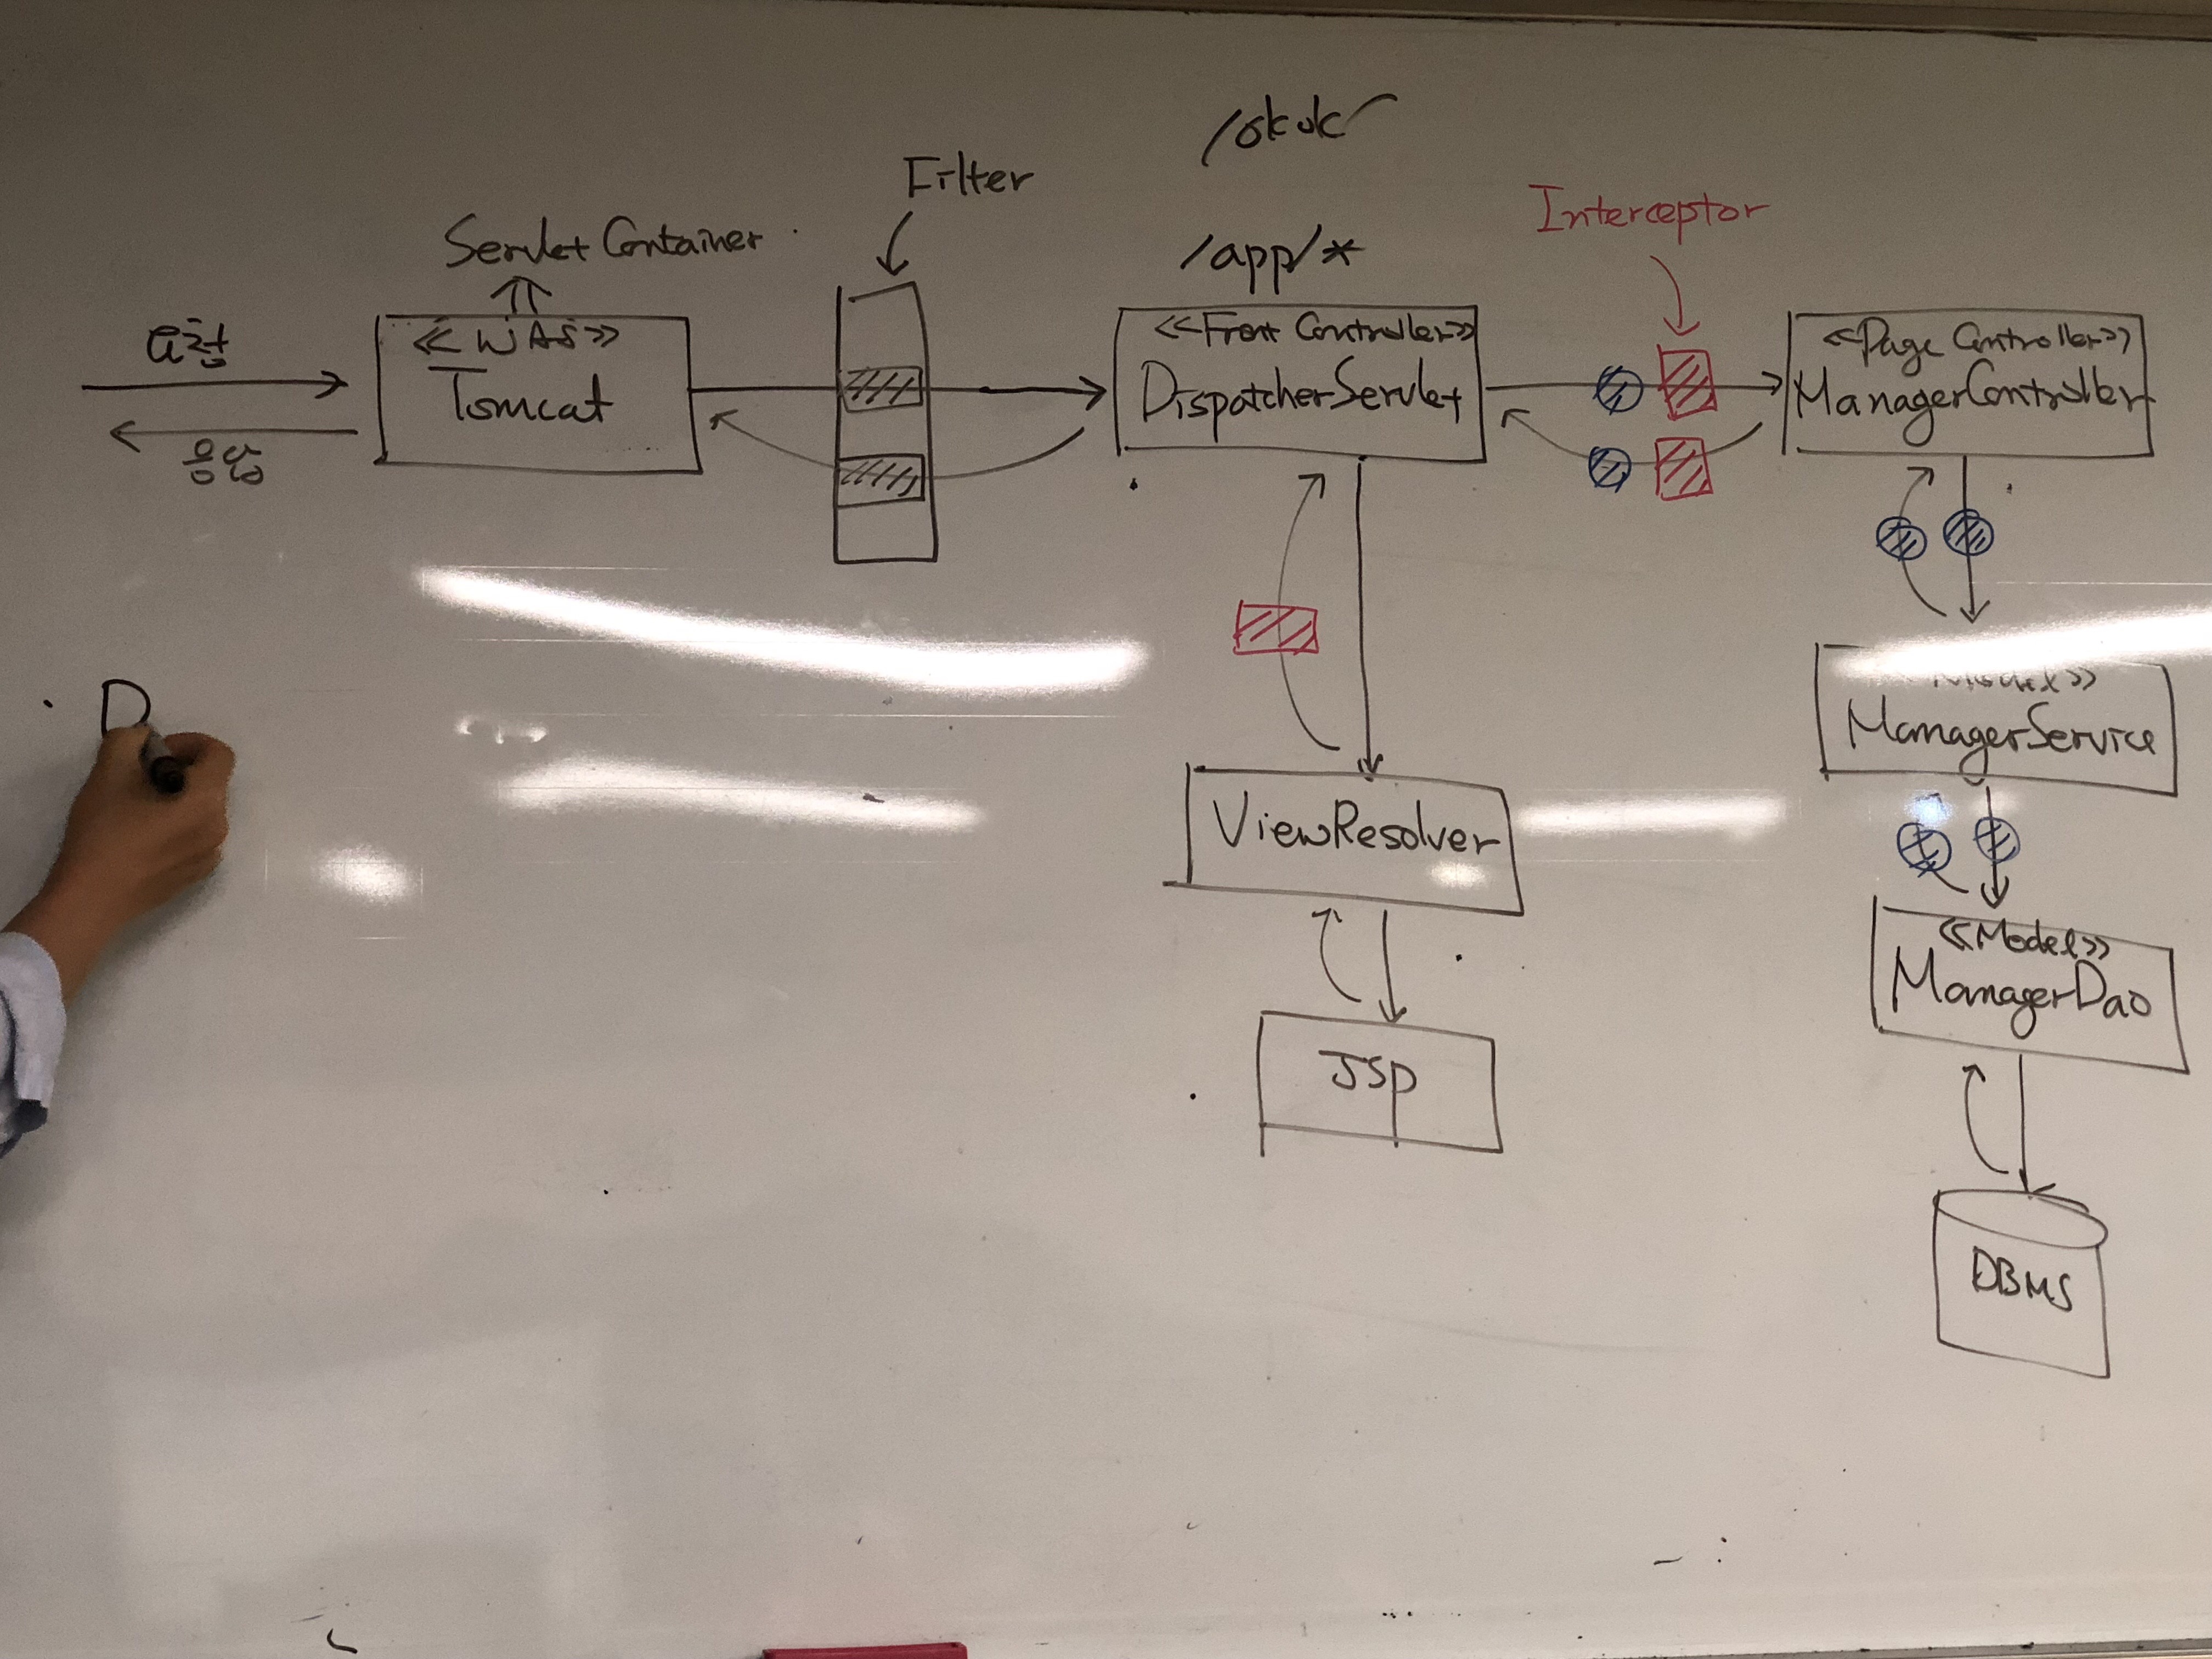 /okok
Filter
Interceptor
Servlet Container
/app/*
요청
<<WAS>>
Tomcat
<<Front Controller>>
DispatcherServlet
<<Page Controller>>
ManagerController
응답
D
<<Model>>
ManagerService
ViewResolver
<<Model>>
ManagerDao
JSP
DBMS